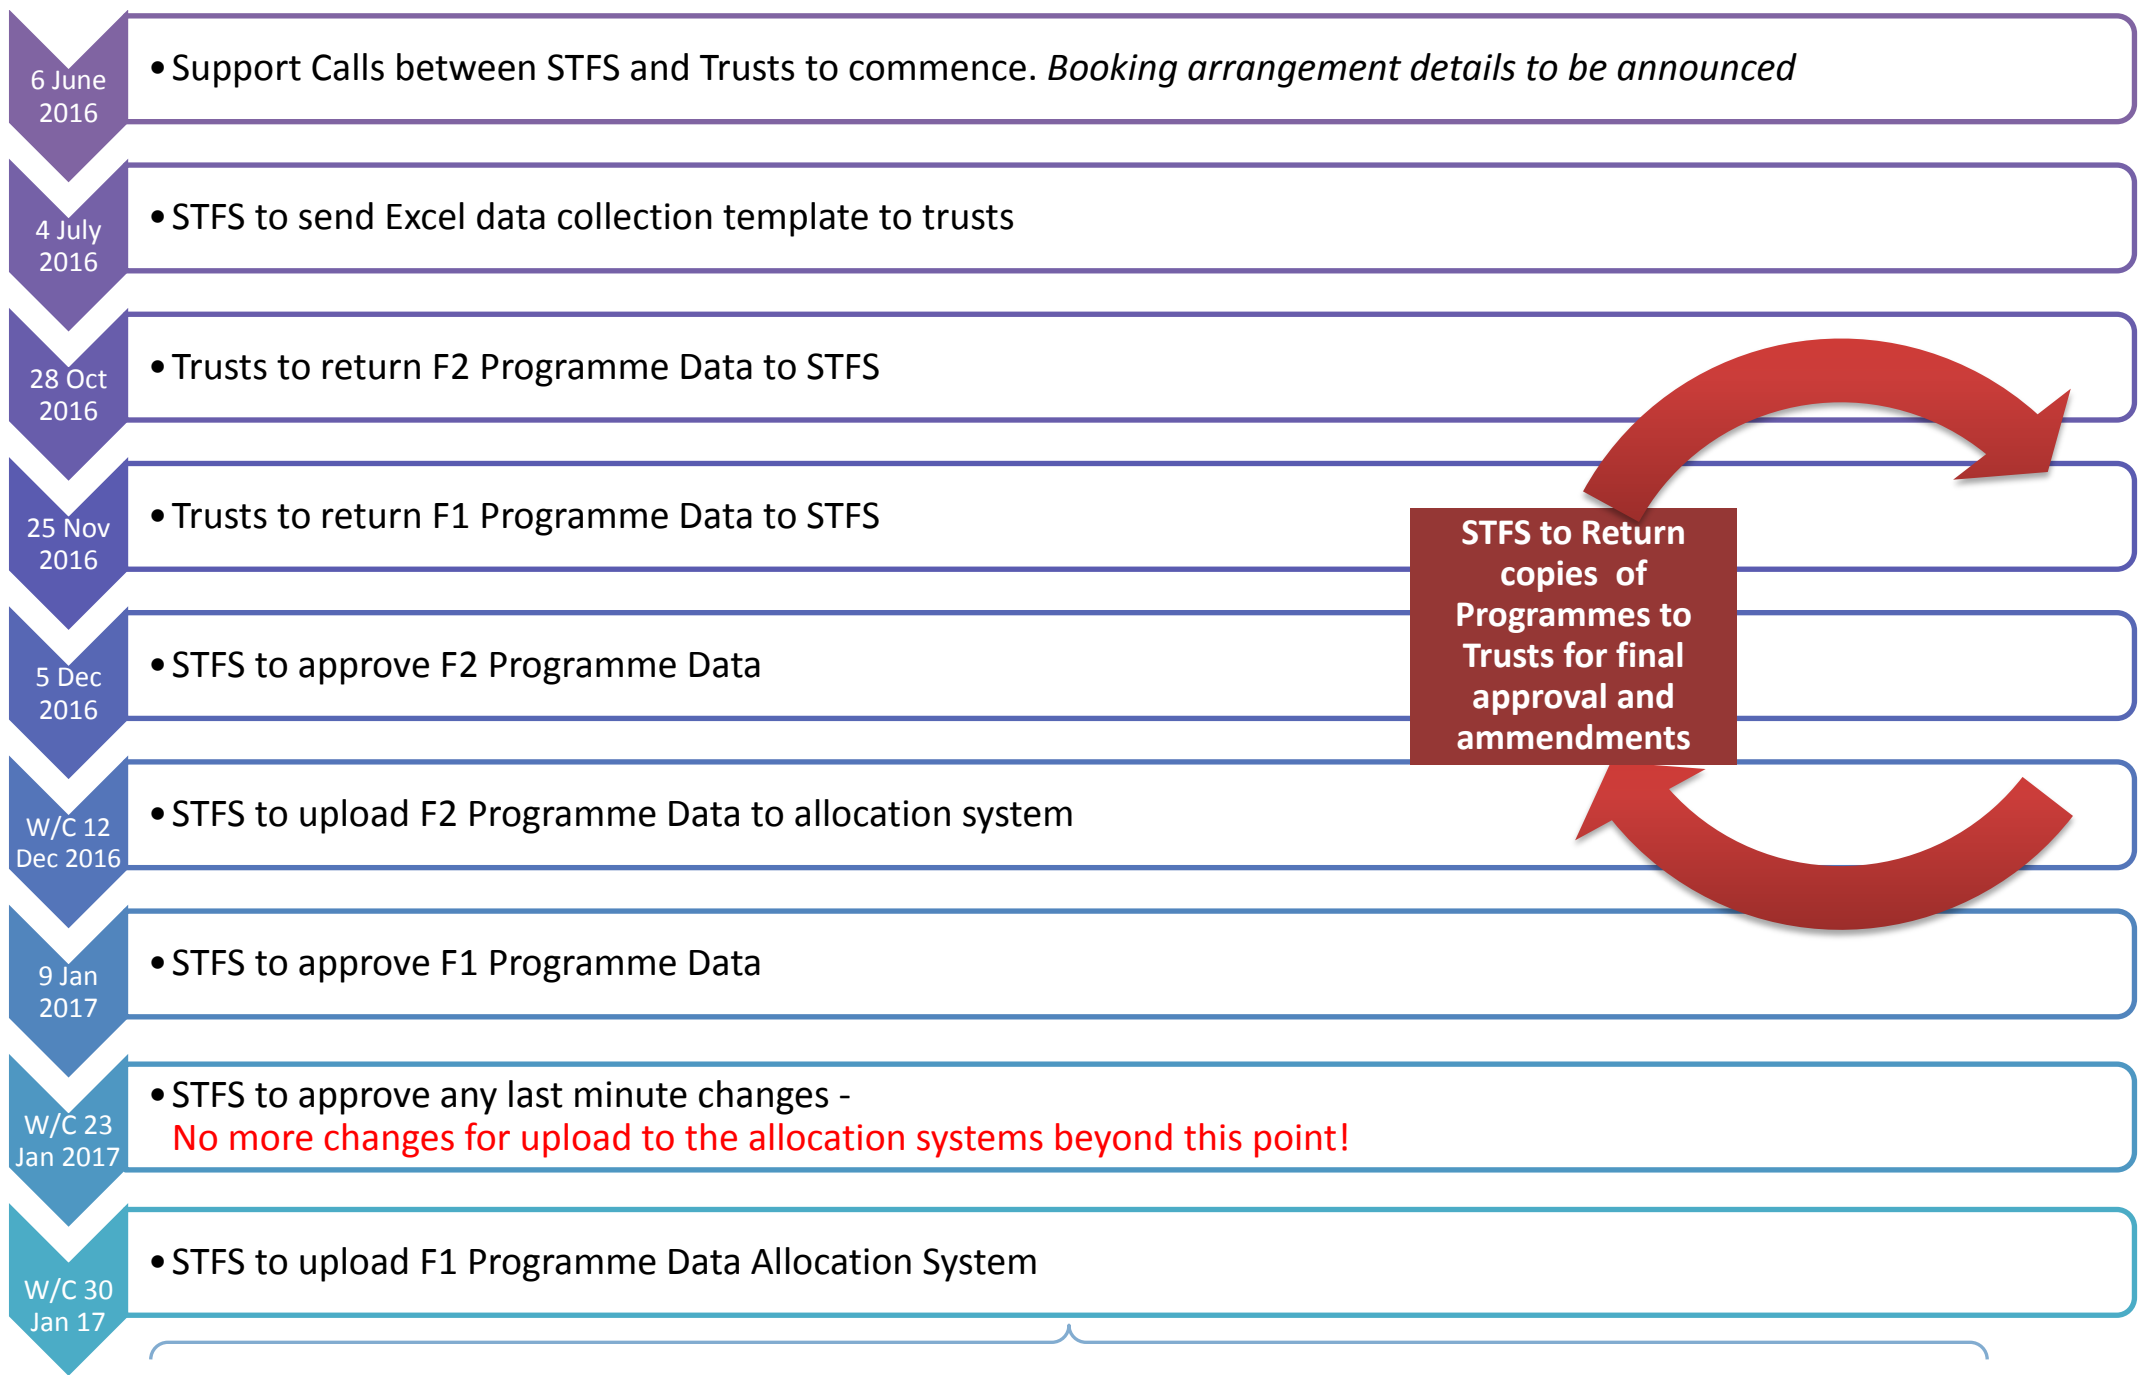 6 June
2016
• Support Calls between STFS and Trusts to commence. Booking arrangement details to be announced
4 July
2016
• STFS to send Excel data collection template to trusts
28 Oct
2016
• Trusts to return F2 Programme Data to STFS
25 Nov
2016
• Trusts to return F1 Programme Data to STFS
STFS to Return
copies of
Programmes to
Trusts for final
approval and
ammendments
5 Dec
2016
• STFS to approve F2 Programme Data
W/C 12
Dec 2016
• STFS to upload F2 Programme Data to allocation system
9 Jan
2017
• STFS to approve F1 Programme Data
W/C 23
Jan 2017
• STFS to approve any last minute changes -
No more changes for upload to the allocation systems beyond this point!
W/C 30
Jan 17
• STFS to upload F1 Programme Data Allocation System